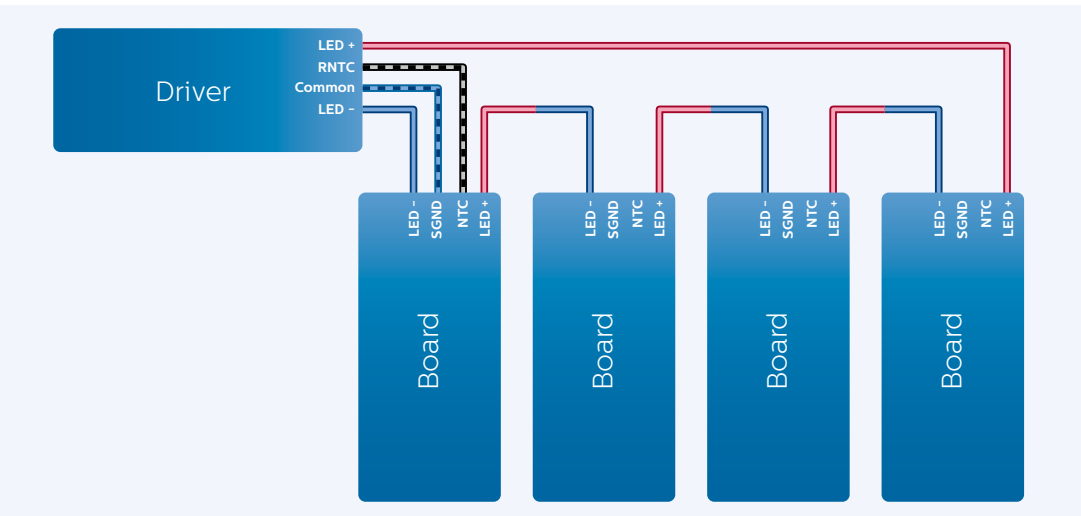 LED +
RNTC
Driver
Common
LED -
LED -
SGND
NTC
LED +
LED -
SGND
NTC
LED +
LED -
SGND
NTC
LED +
LED -
SGND
NTC
LED +
Board
Board
Board
Board